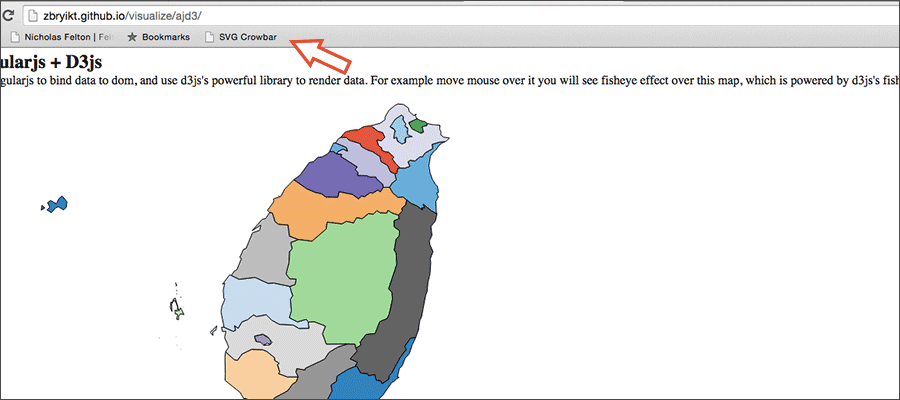 zbryikt.github.io/visualize/ajd3/
Nicholas Felton | Fel Bookmarks SVG Crowbar
ularjs + D3js
gularjs to bind data to dom, and use d3js's powerful library to render data. For example move mouse over it you will see fisheye effect over this map, which is powered by d3js's fish